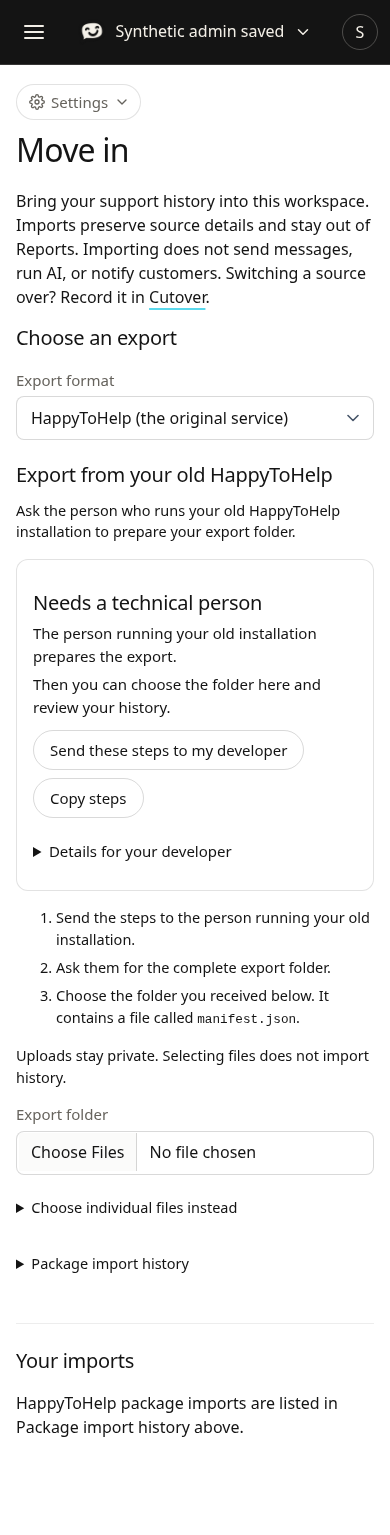 Synthetic admin saved
S
Settings
Move in
Bring your support history into this workspace.
Imports preserve source details and stay out of
Reports. Importing does not send messages,
run AI, or notify customers. Switching a source
over? Record it in Cutover.
Choose an export
Export format
HappyToHelp (the original service)
Export from your old HappyToHelp
Ask the person who runs your old HappyToHelp
installation to prepare your export folder.
Needs a technical person
The person running your old installation
prepares the export.
Then you can choose the folder here and
review your history.
Send these steps to my developer
Copy steps
Details for your developer
1. Send the steps to the person running your old
installation.
2. Ask them for the complete export folder.
3. Choose the folder you received below. It
contains a file called manifest.json.
Uploads stay private. Selecting files does not import
history.
Export folder
Choose Files No file chosen
Choose individual files instead
Package import history
Your imports
HappyToHelp package imports are listed in
Package import history above.